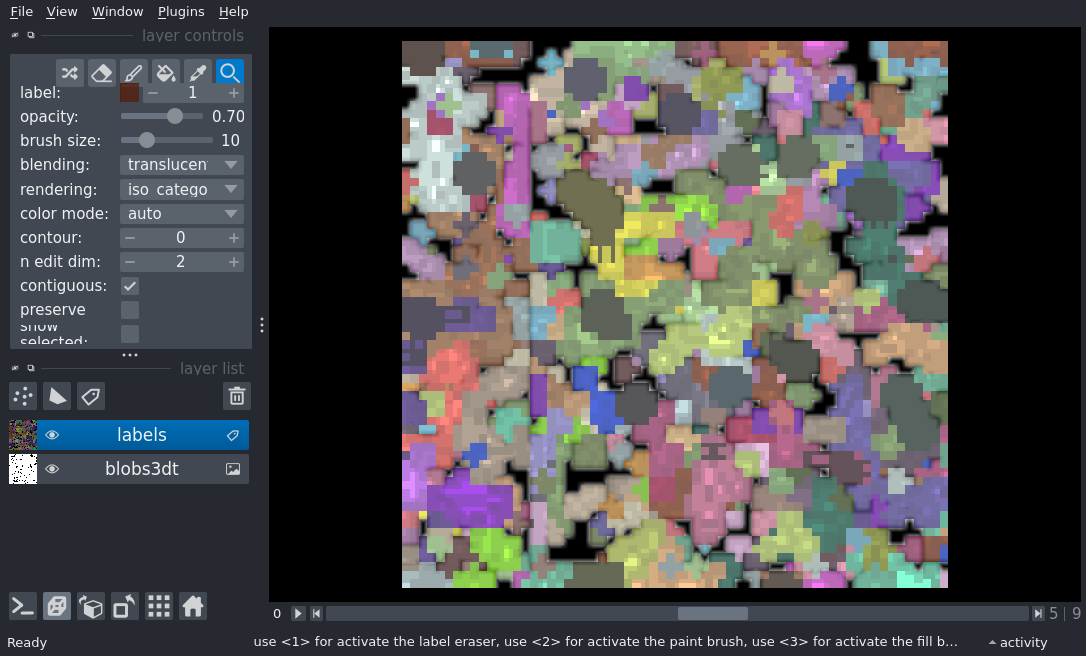 File View Window Plugins Help
layer controls
label: 1
opacity: 0.70
brush size: 10
blending: translucen
rendering: iso_catego
color mode: auto
contour: 0
n edit dim: 2
contiguous:
preserve
show
selected:
layer list
labels
blobs3dt
0 5 9
Ready use <1> for activate the label eraser, use <2> for activate the paint brush, use <3> for activate the fill b... activity